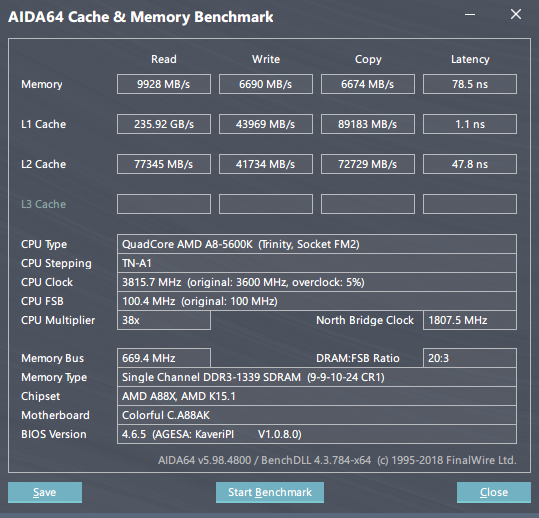 AIDA64 Cache & Memory Benchmark
Read Write Copy Latency
Memory 9928 MB/s 6690 MB/s 6674 MB/s 78.5 ns
L1 Cache 235.92 GB/s 43969 MB/s 89183 MB/s 1.1 ns
L2 Cache 77345 MB/s 41734 MB/s 72729 MB/s 47.8 ns
L3 Cache
CPU Type QuadCore AMD A8-5600K (Trinity, Socket FM2)
CPU Stepping TN-A1
CPU Clock 3815.7 MHz (original: 3600 MHz, overclock: 5%)
CPU FSB 100.4 MHz (original: 100 MHz)
CPU Multiplier 38x North Bridge Clock 1807.5 MHz
Memory Bus 669.4 MHz DRAM:FSB Ratio 20:3
Memory Type Single Channel DDR3-1339 SDRAM (9-9-10-24 CR1)
Chipset AMD A88X, AMD K15.1
Motherboard Colorful C.A88AK
BIOS Version 4.6.5 (AGESA: KaveriPI V1.0.8.0)
AIDA64 v5.98.4800 / BenchDLL 4.3.784-x64 (c) 1995-2018 FinalWire Ltd.
Save Start Benchmark Close